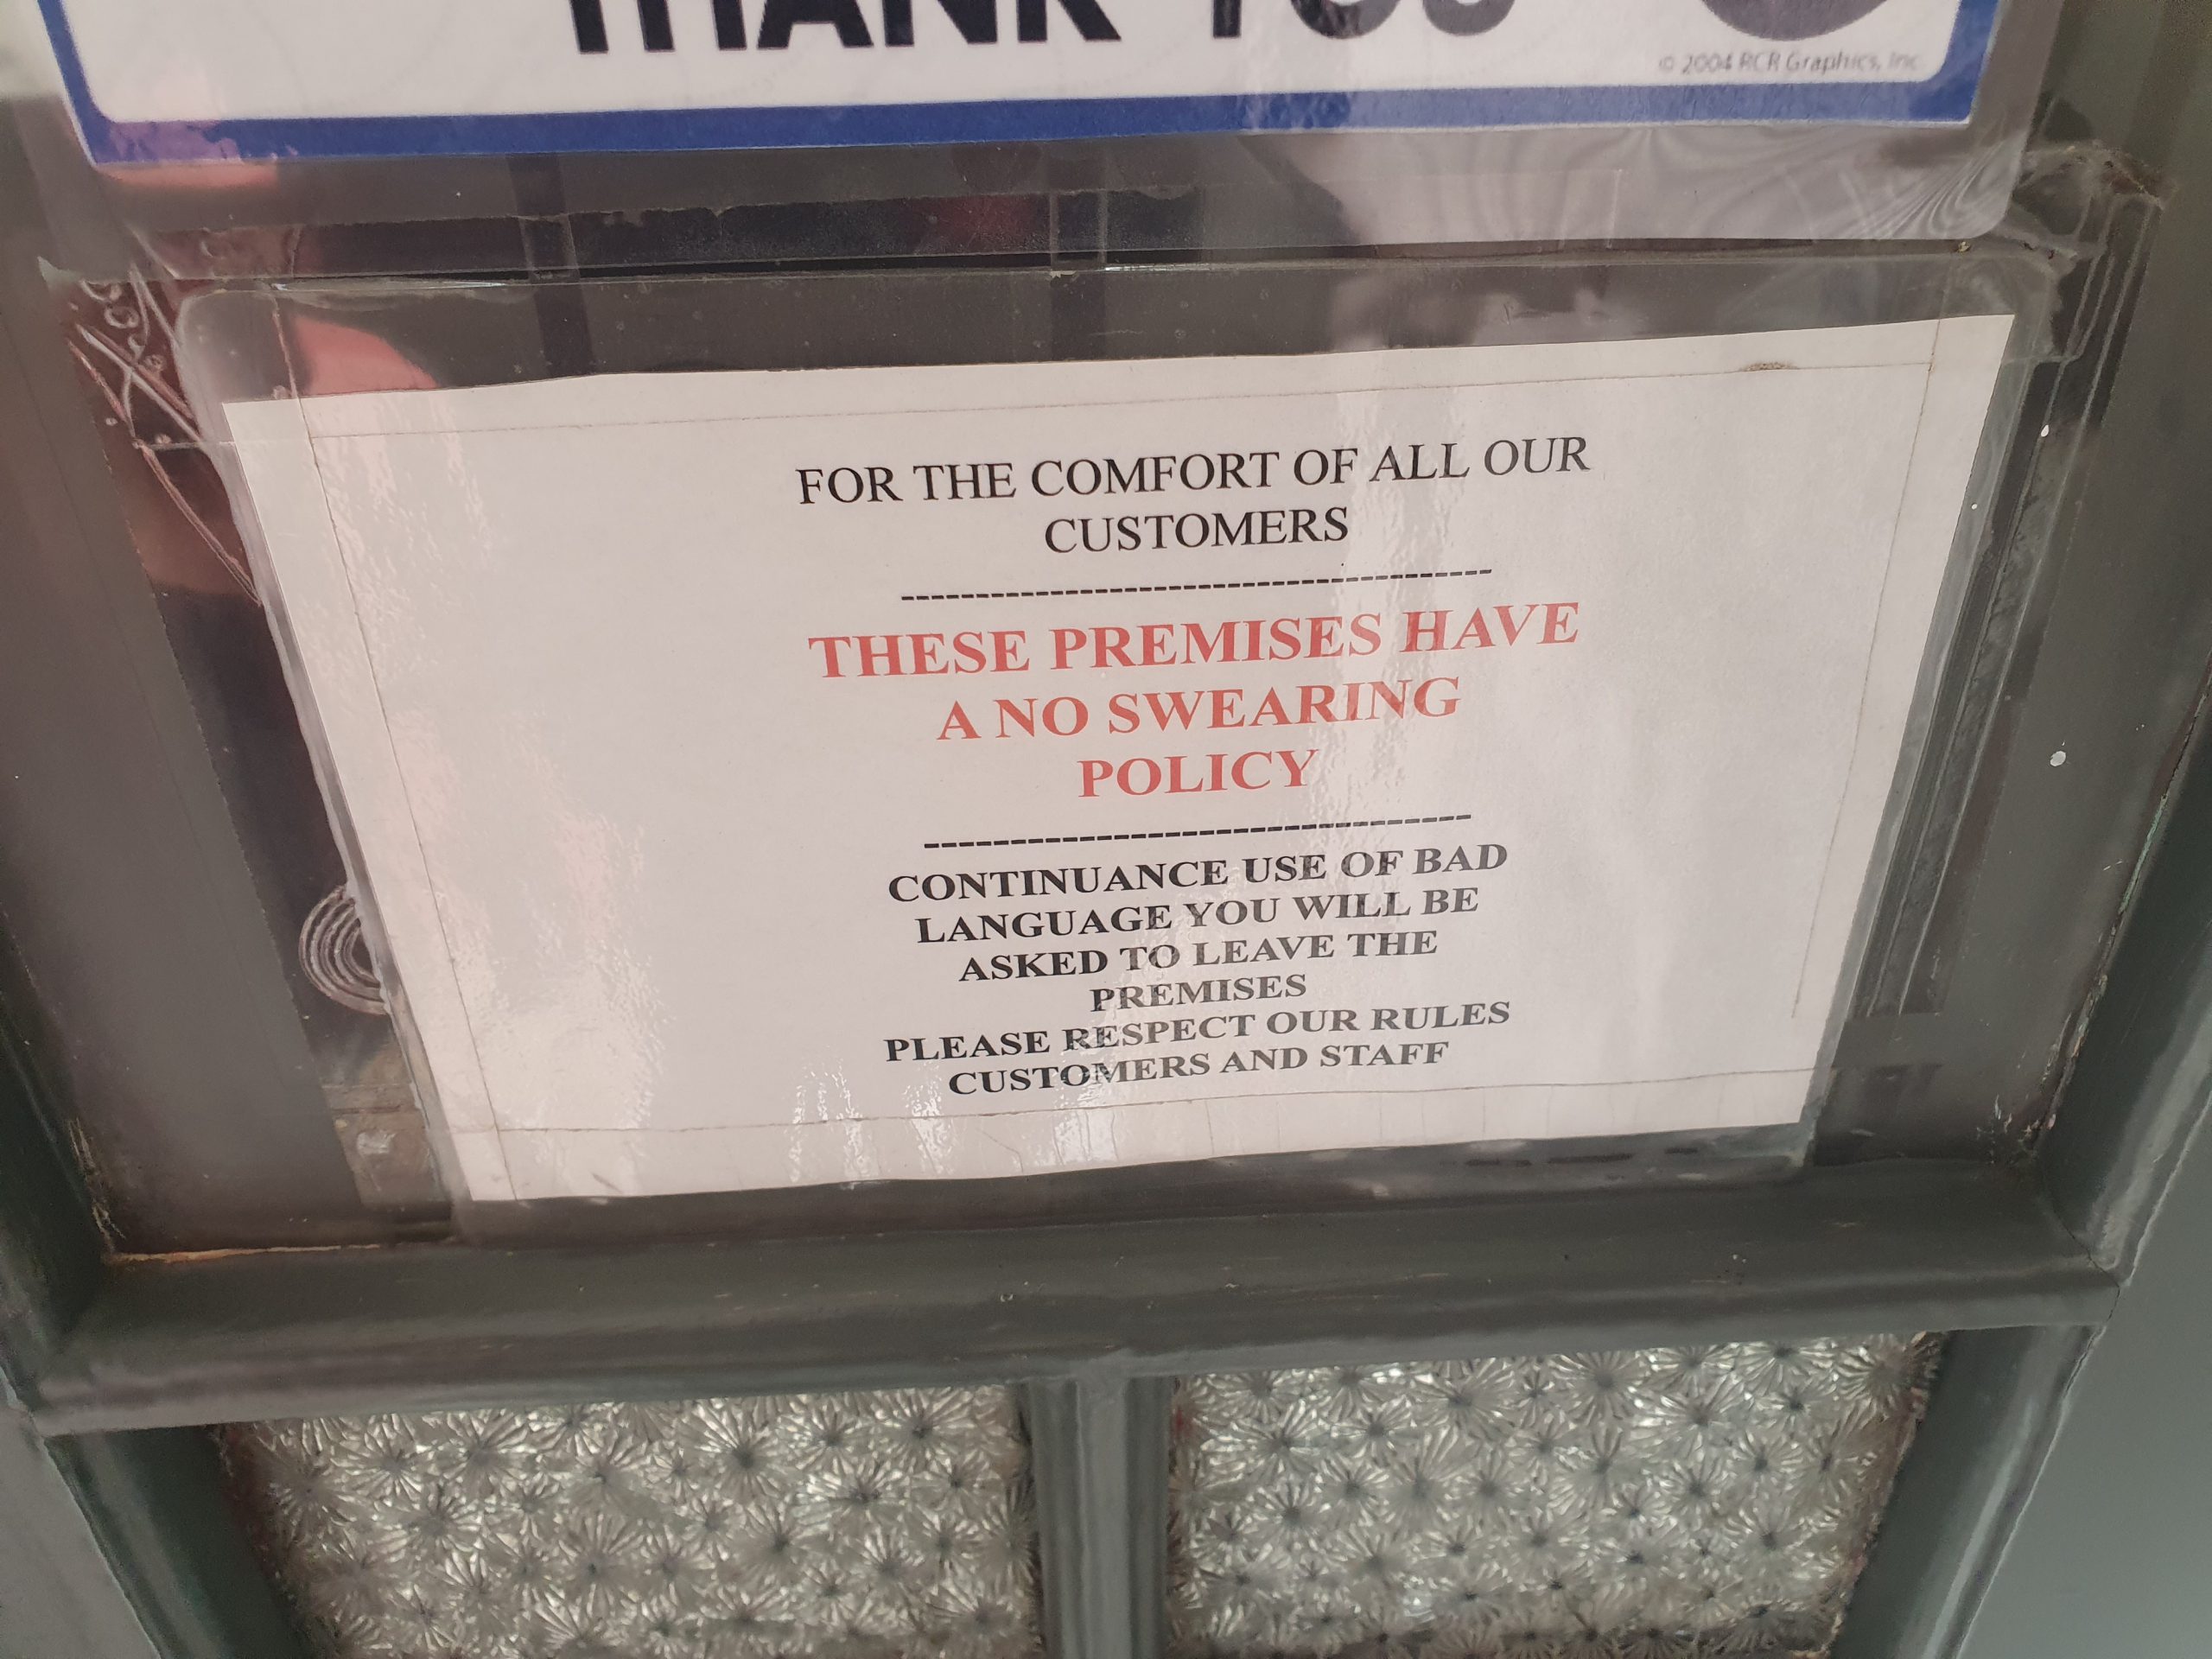 THANK YOU
© 2004 RCR Graphics, Inc
FOR THE COMFORT OF ALL OUR
CUSTOMERS
----------------------------------------
THESE PREMISES HAVE
A NO SWEARING
POLICY
--------------------------------
CONTINUANCE USE OF BAD
LANGUAGE YOU WILL BE
ASKED TO LEAVE THE
PREMISES
PLEASE RESPECT OUR RULES
CUSTOMERS AND STAFF